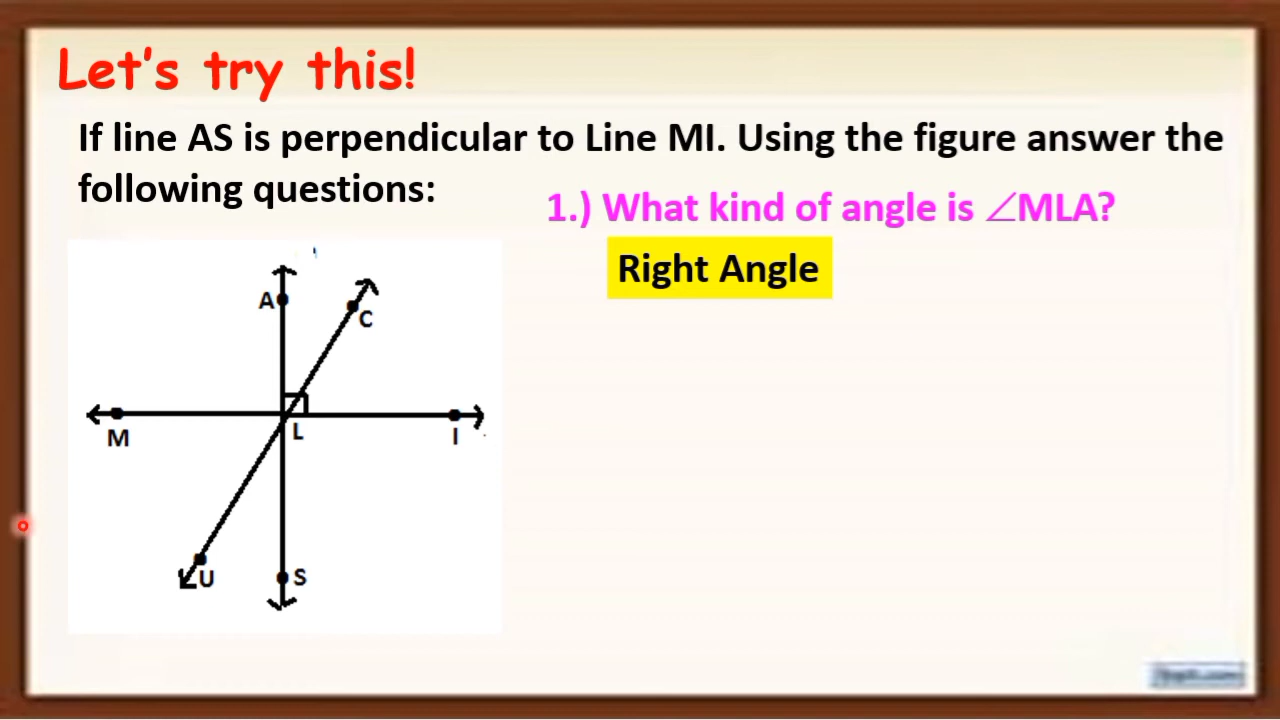 Let's try this!
If line AS is perpendicular to Line MI. Using the figure answer the
following questions:
1.) What kind of angle is ∠MLA?
Right Angle
A
C
M
L
I
U
S